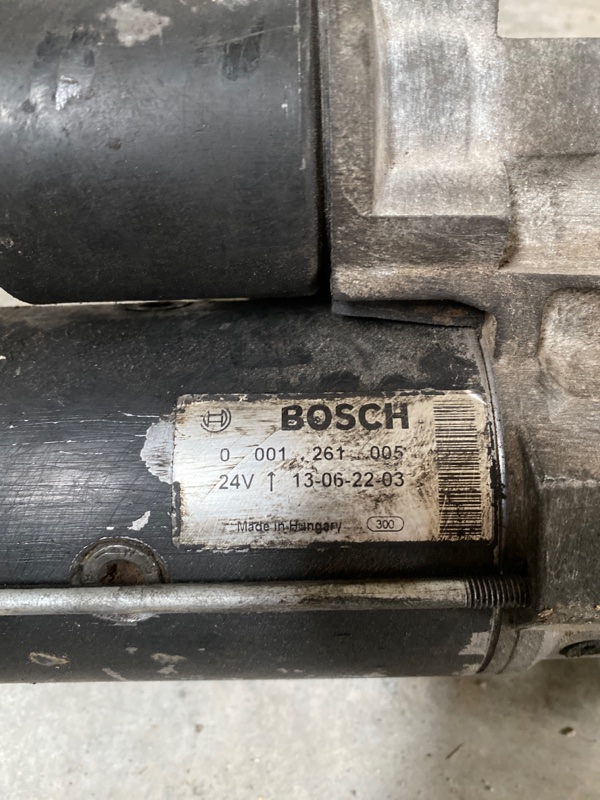 BOSCH
0 001 261 005
24V ↑ 13-06-22-03
Made in Hungary 300